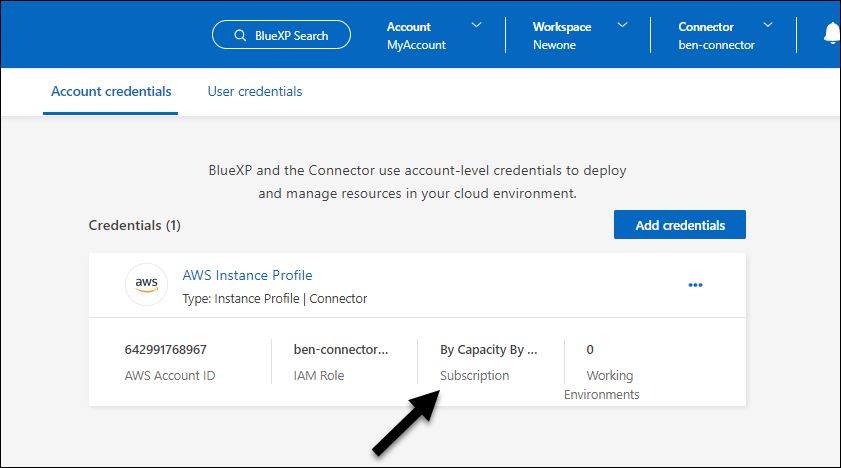 BlueXP Search
Account
MyAccount
Workspace
Newone
Connector
ben-connector
Account credentials
User credentials
BlueXP and the Connector use account-level credentials to deploy
and manage resources in your cloud environment.
Credentials (1)
Add credentials
aws
AWS Instance Profile
Type: Instance Profile | Connector
642991768967
AWS Account ID
ben-connector...
IAM Role
By Capacity By ...
Subscription
0
Working
Environments